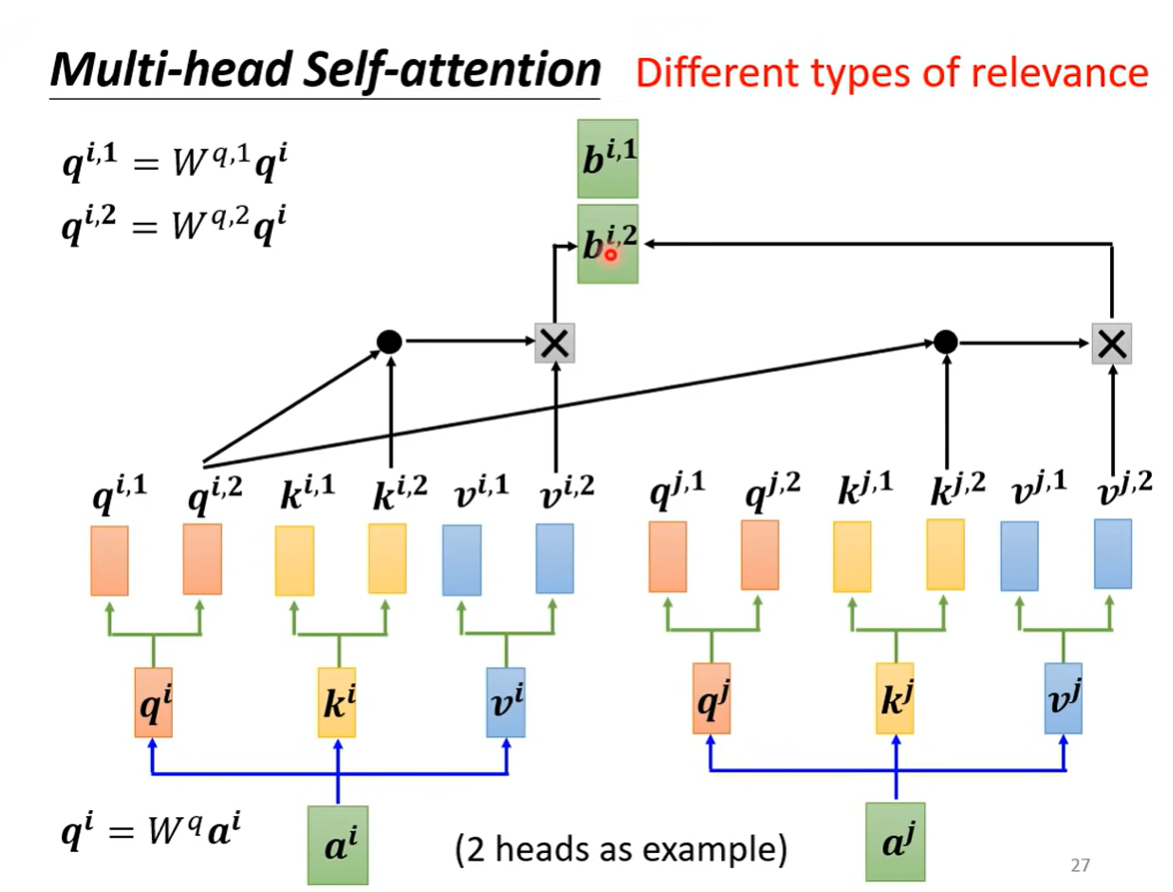 Multi-head Self-attention Different types of relevance
q^{i,1} = W^{q,1} q^i
q^{i,2} = W^{q,2} q^i
b^{i,1}
b^{i,2}
q^{i,1} q^{i,2} k^{i,1} k^{i,2} v^{i,1} v^{i,2} q^{j,1} q^{j,2} k^{j,1} k^{j,2} v^{j,1} v^{j,2}
q^i k^i v^i q^j k^j v^j
q^i = W^q a^i
a^i (2 heads as example) a^j
27